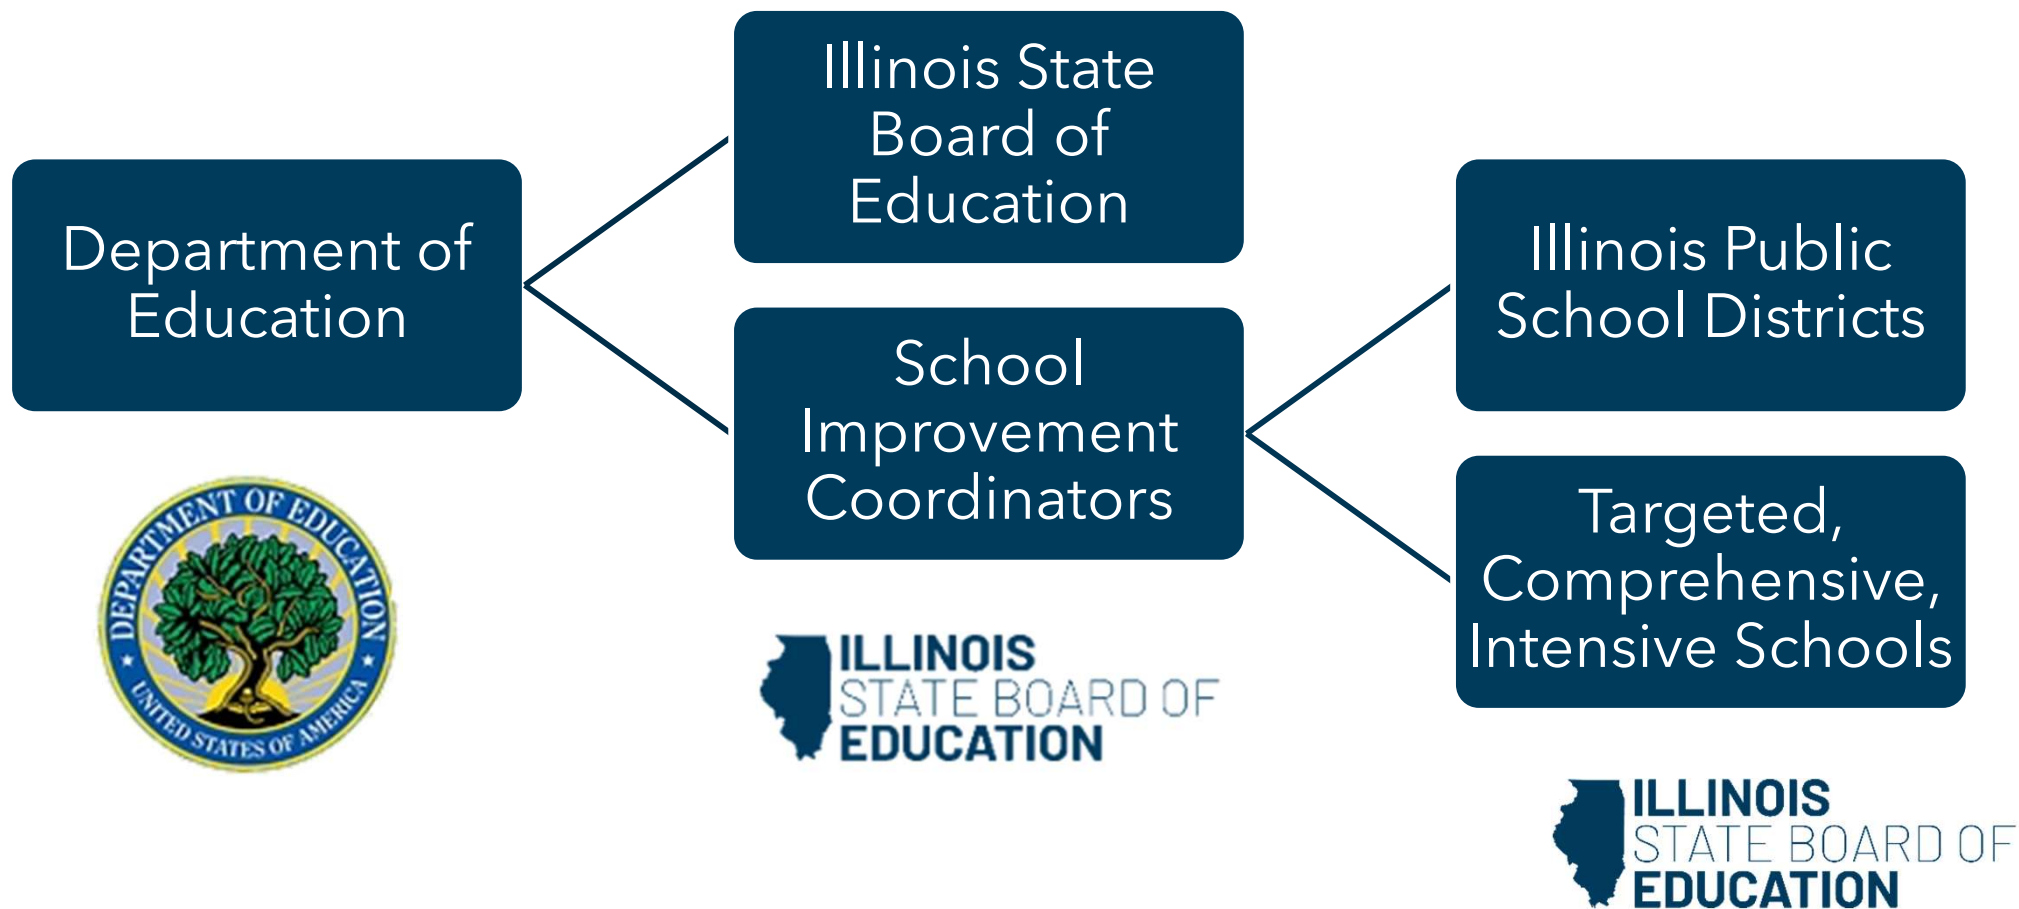 Department of
Education
DEPARTMENT OF EDUCATION
UNITED STATES OF AMERICA
Illinois State
Board of
Education
School
Improvement
Coordinators
ILLINOIS
STATE BOARD OF
EDUCATION
Illinois Public
School Districts
Targeted,
Comprehensive,
Intensive Schools
ILLINOIS
STATE BOARD OF
EDUCATION